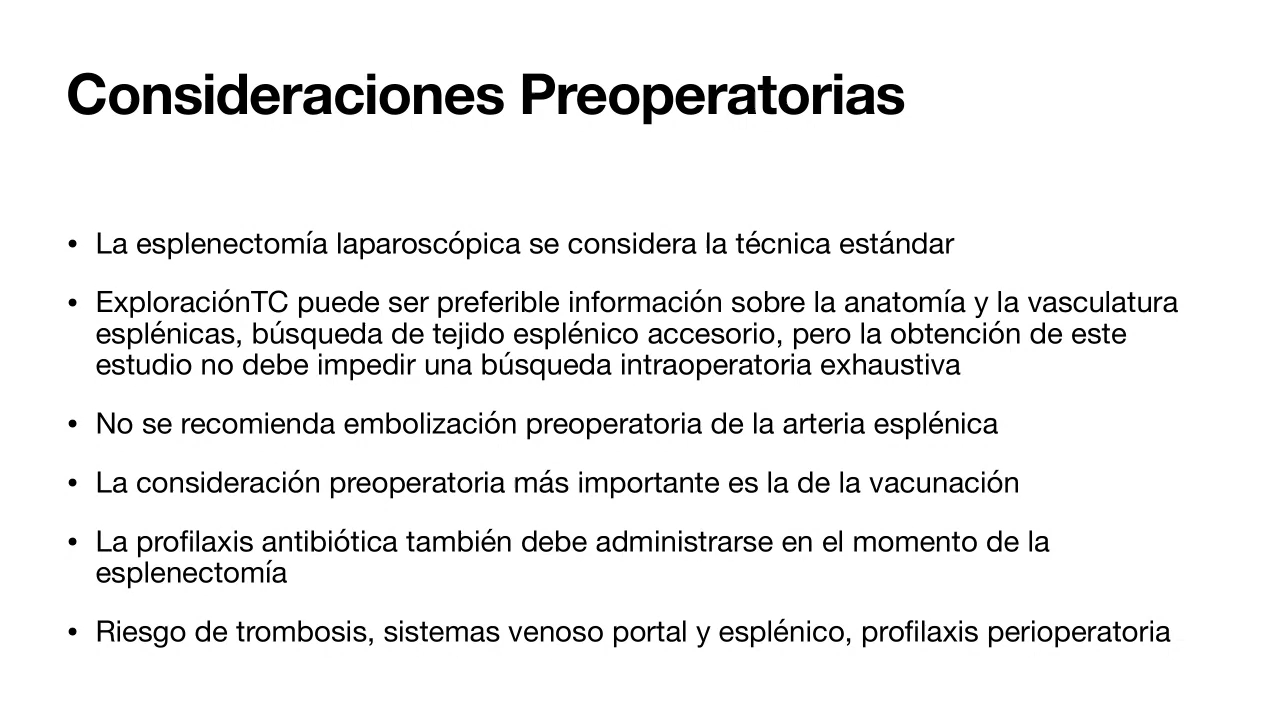 Consideraciones Preoperatorias
• La esplenectomía laparoscópica se considera la técnica estándar
• ExploraciónTC puede ser preferible información sobre la anatomía y la vasculatura
esplénicas, búsqueda de tejido esplénico accesorio, pero la obtención de este
estudio no debe impedir una búsqueda intraoperatoria exhaustiva
• No se recomienda embolización preoperatoria de la arteria esplénica
• La consideración preoperatoria más importante es la de la vacunación
• La profilaxis antibiótica también debe administrarse en el momento de la
esplenectomía
• Riesgo de trombosis, sistemas venoso portal y esplénico, profilaxis perioperatoria